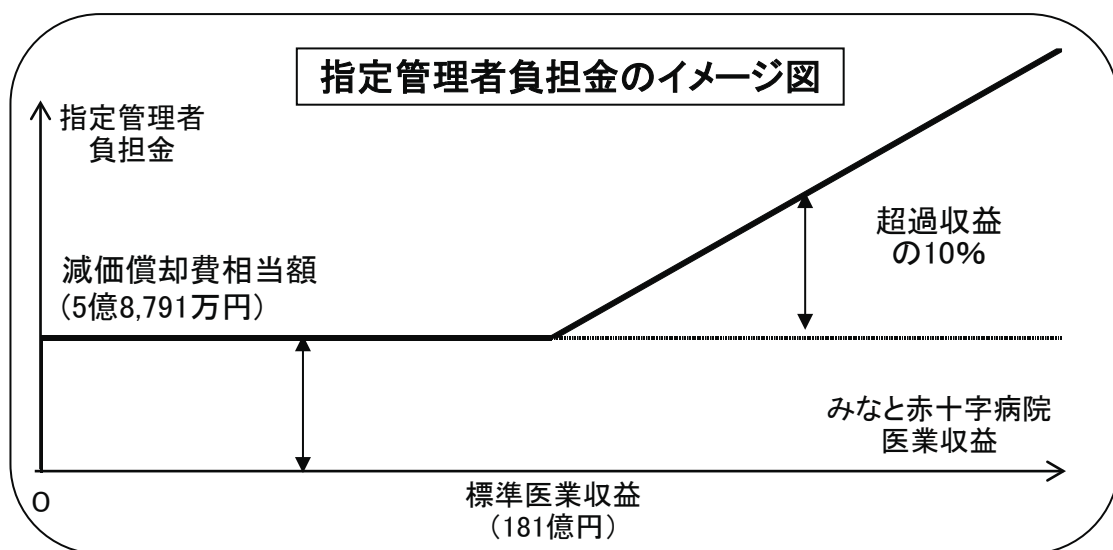 指定管理者負担金のイメージ図
指定管理者
負担金
減価償却費相当額
(5億8,791万円)
超過収益
の10%
みなと赤十字病院
医業収益
0
標準医業収益
(181億円)